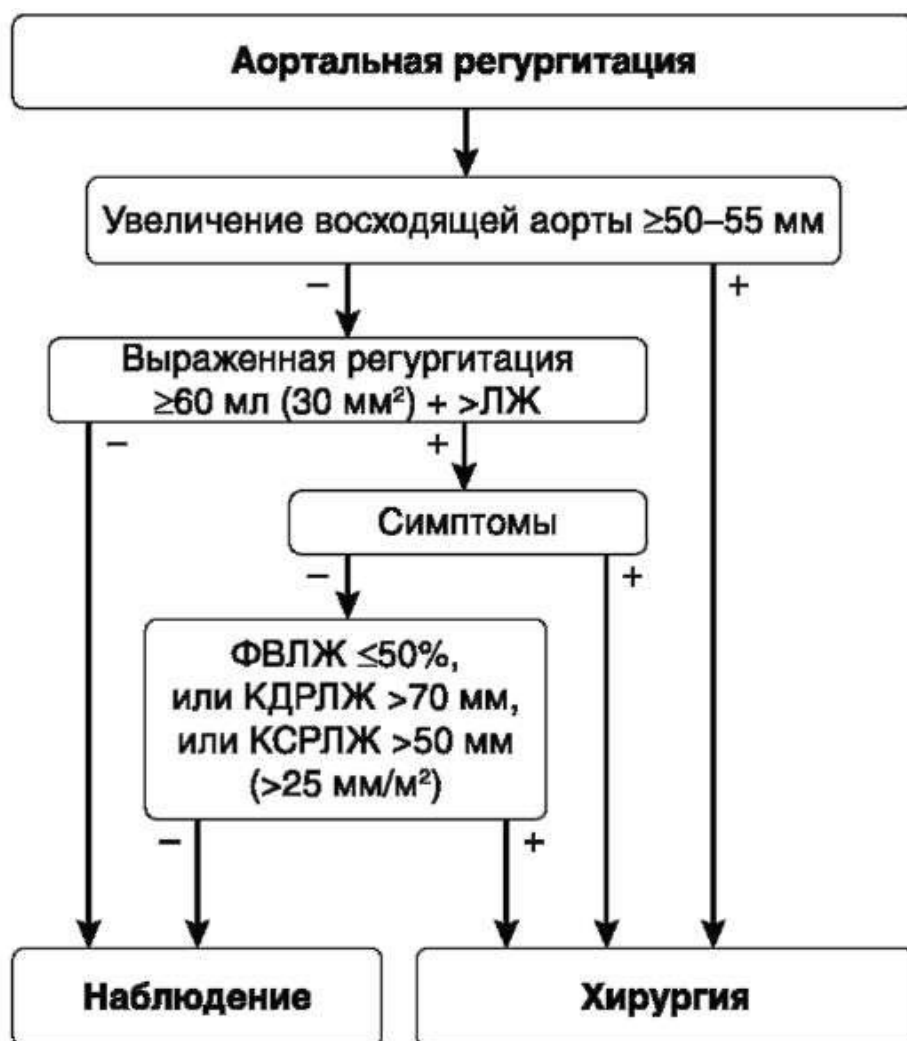 Аортальная регургитация
Увеличение восходящей аорты ≥50–55 мм
– +
Выраженная регургитация
≥60 мл (30 мм²) + >ЛЖ
– +
Симптомы
– +
ФВЛЖ ≤50%,
или КДРЛЖ >70 мм,
или КСРЛЖ >50 мм
(>25 мм/м²)
– +
Наблюдение
Хирургия